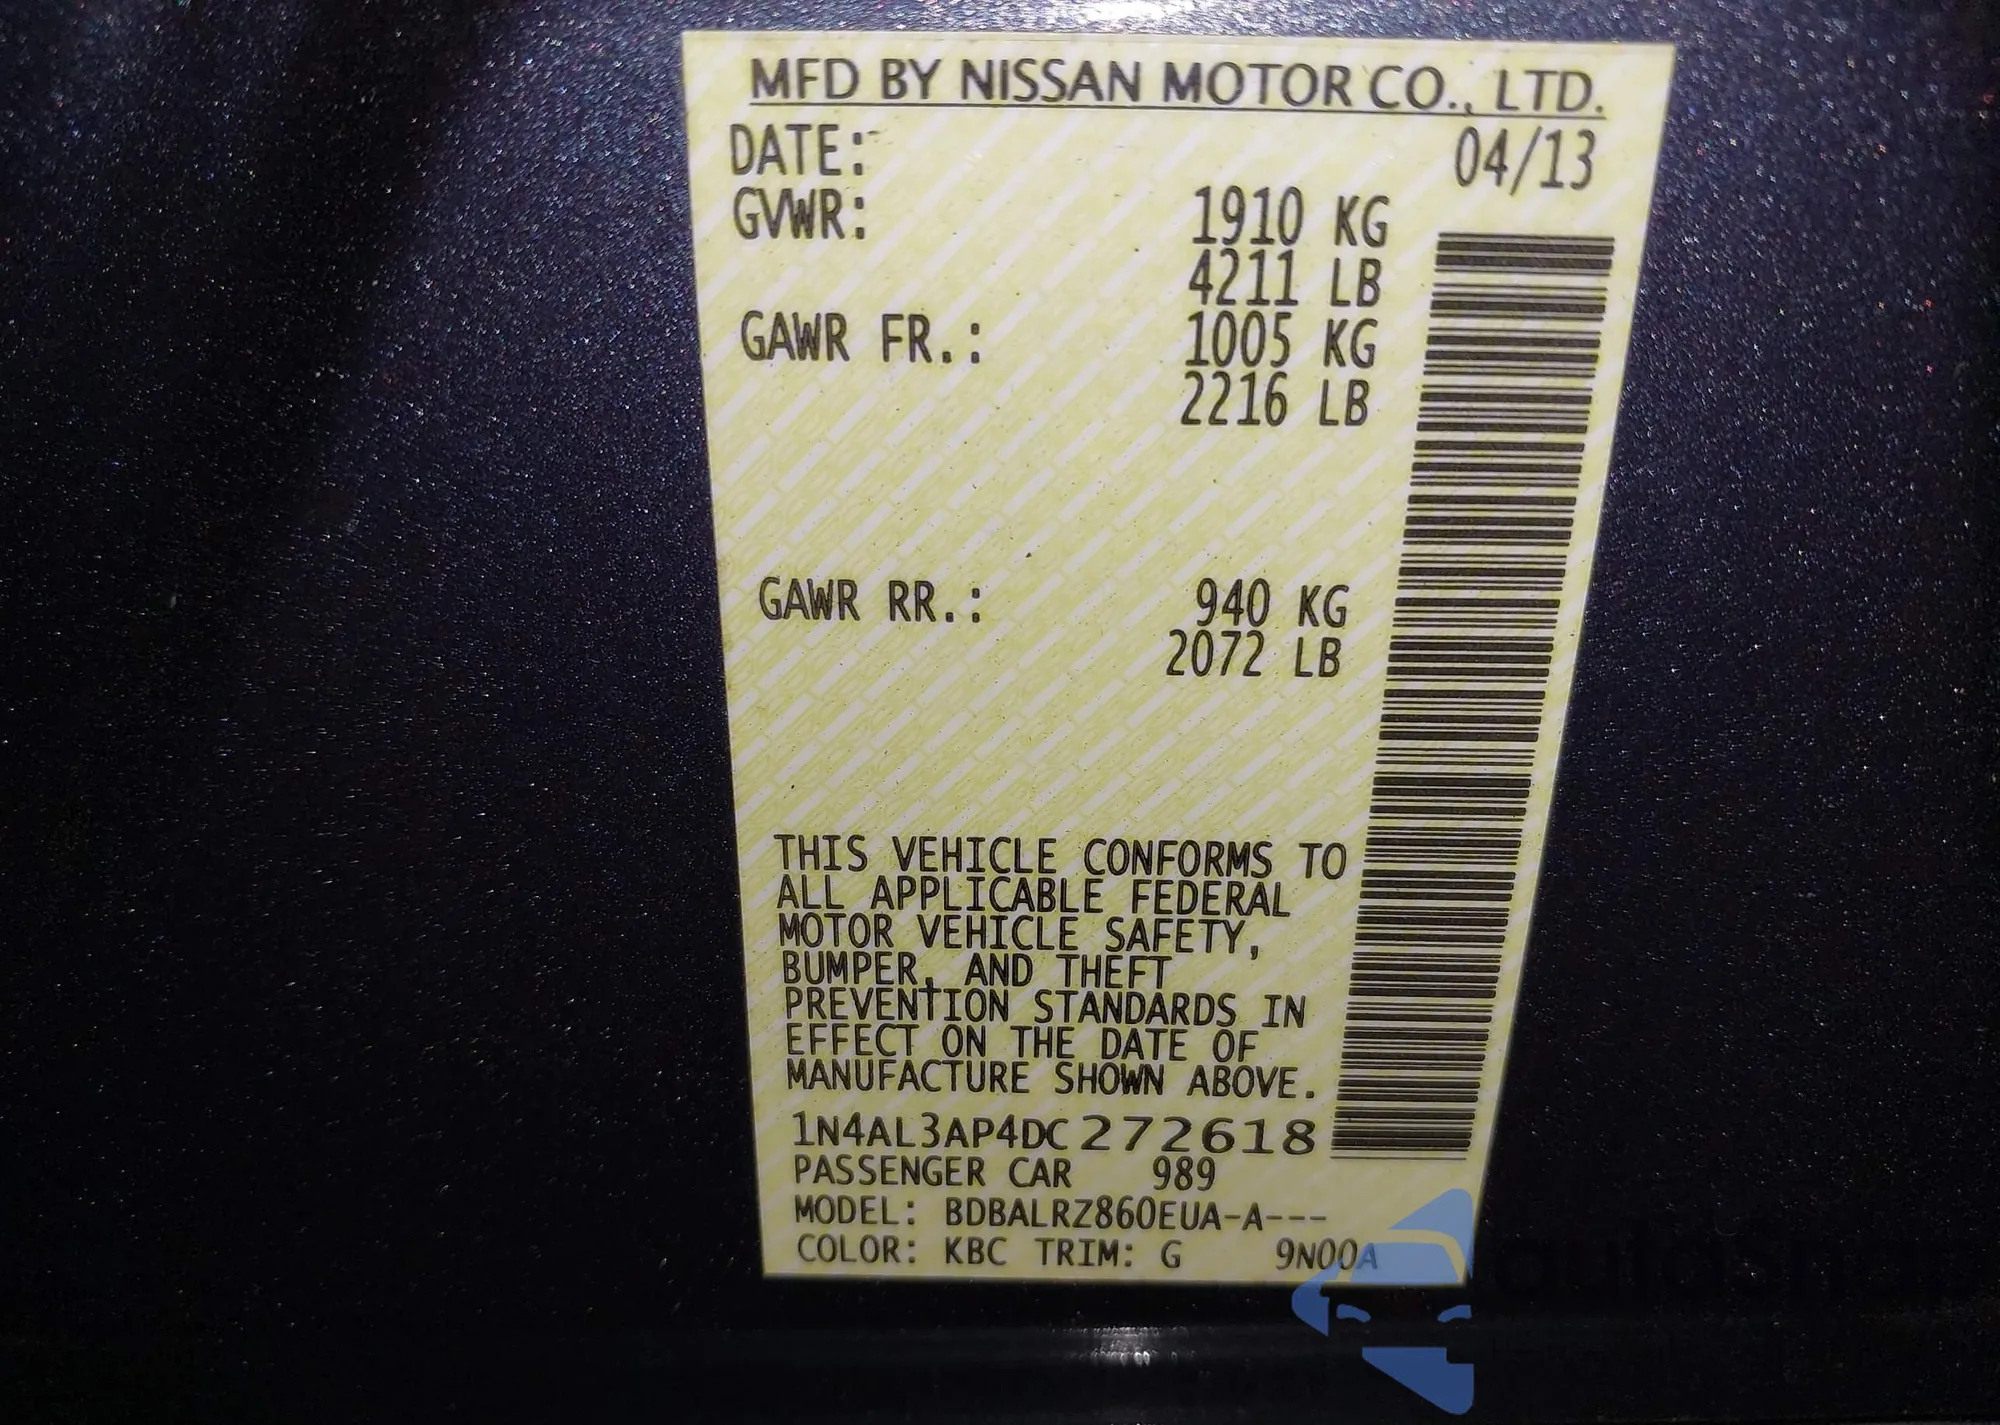 MFD BY NISSAN MOTOR CO., LTD.
DATE: 04/13
GVWR: 1910 KG
4211 LB
GAWR FR.: 1005 KG
2216 LB
GAWR RR.: 940 KG
2072 LB
THIS VEHICLE CONFORMS TO
ALL APPLICABLE FEDERAL
MOTOR VEHICLE SAFETY,
BUMPER, AND THEFT
PREVENTION STANDARDS IN
EFFECT ON THE DATE OF
MANUFACTURE SHOWN ABOVE.
1N4AL3AP4DC272618
PASSENGER CAR 989
MODEL: BDBALRZ860EUA-A---
COLOR: KBC TRIM: G 9N00A